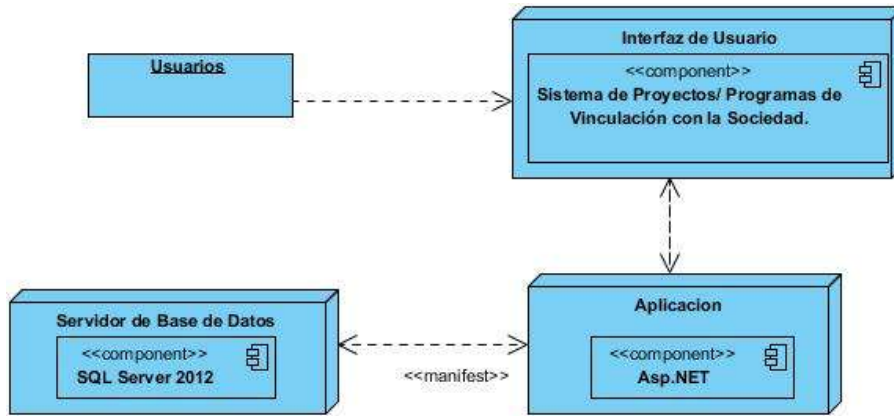 Usuarios
Interfaz de Usuario
<<component>>
Sistema de Proyectos/ Programas de
Vinculación con la Sociedad.
Servidor de Base de Datos
<<component>>
SQL Server 2012
<<manifest>>
Aplicacion
<<component>>
Asp.NET